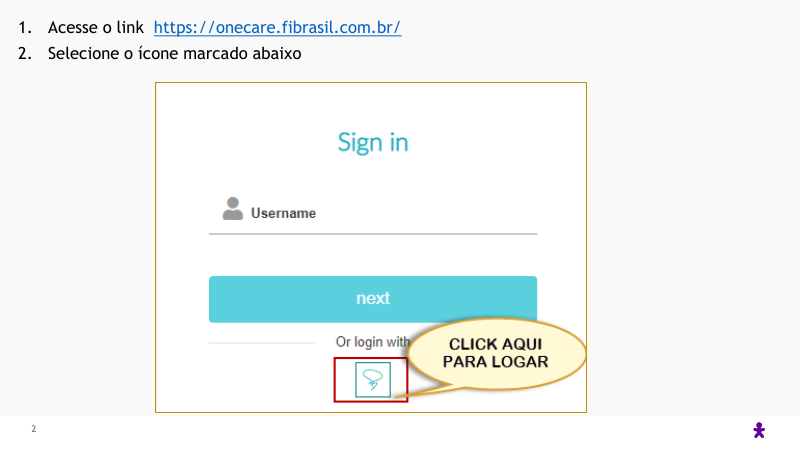 1. Acesse o link https://onecare.fibrasil.com.br/
2. Selecione o ícone marcado abaixo
Sign in
Username
next
Or login with
CLICK AQUI
PARA LOGAR
2